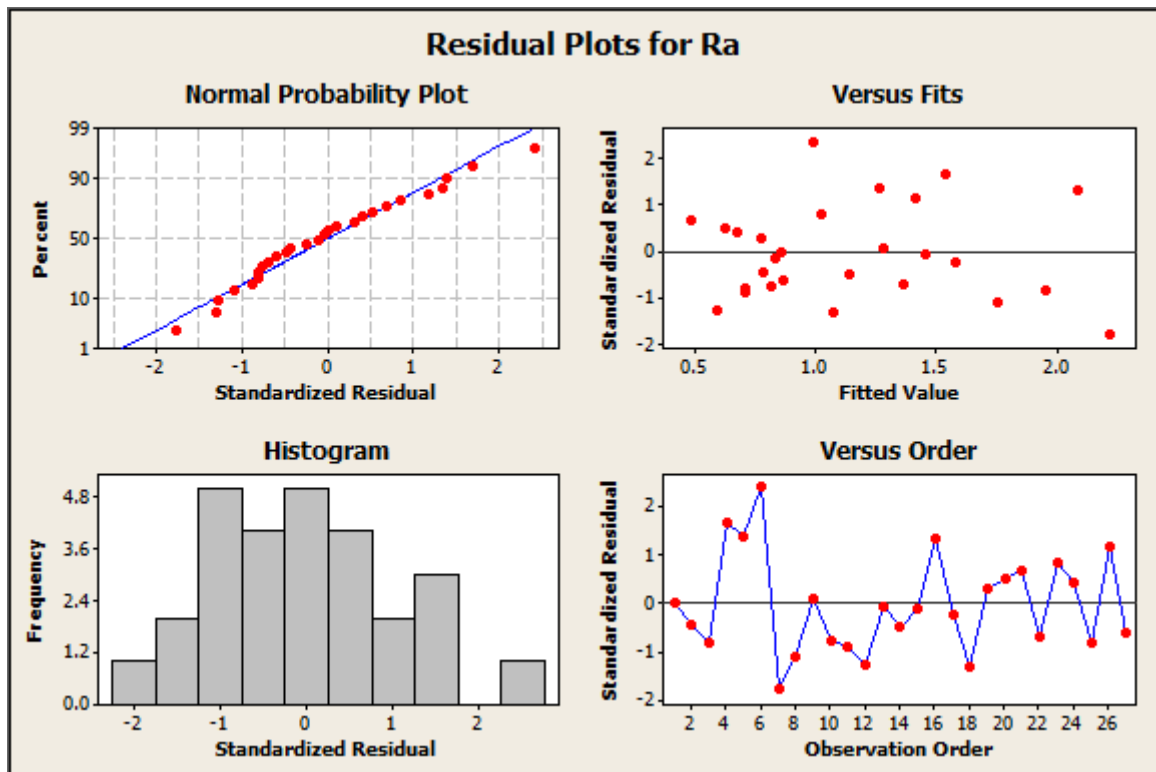 Residual Plots for Ra
Normal Probability Plot
99
90
50
10
1
Percent
-2 -1 0 1 2
Standardized Residual
Versus Fits
2
1
0
-1
-2
Standardized Residual
0.5 1.0 1.5 2.0
Fitted Value
Histogram
4.8
3.6
2.4
1.2
0.0
Frequency
-2 -1 0 1 2
Standardized Residual
Versus Order
2
1
0
-1
-2
Standardized Residual
2 4 6 8 10 12 14 16 18 20 22 24 26
Observation Order